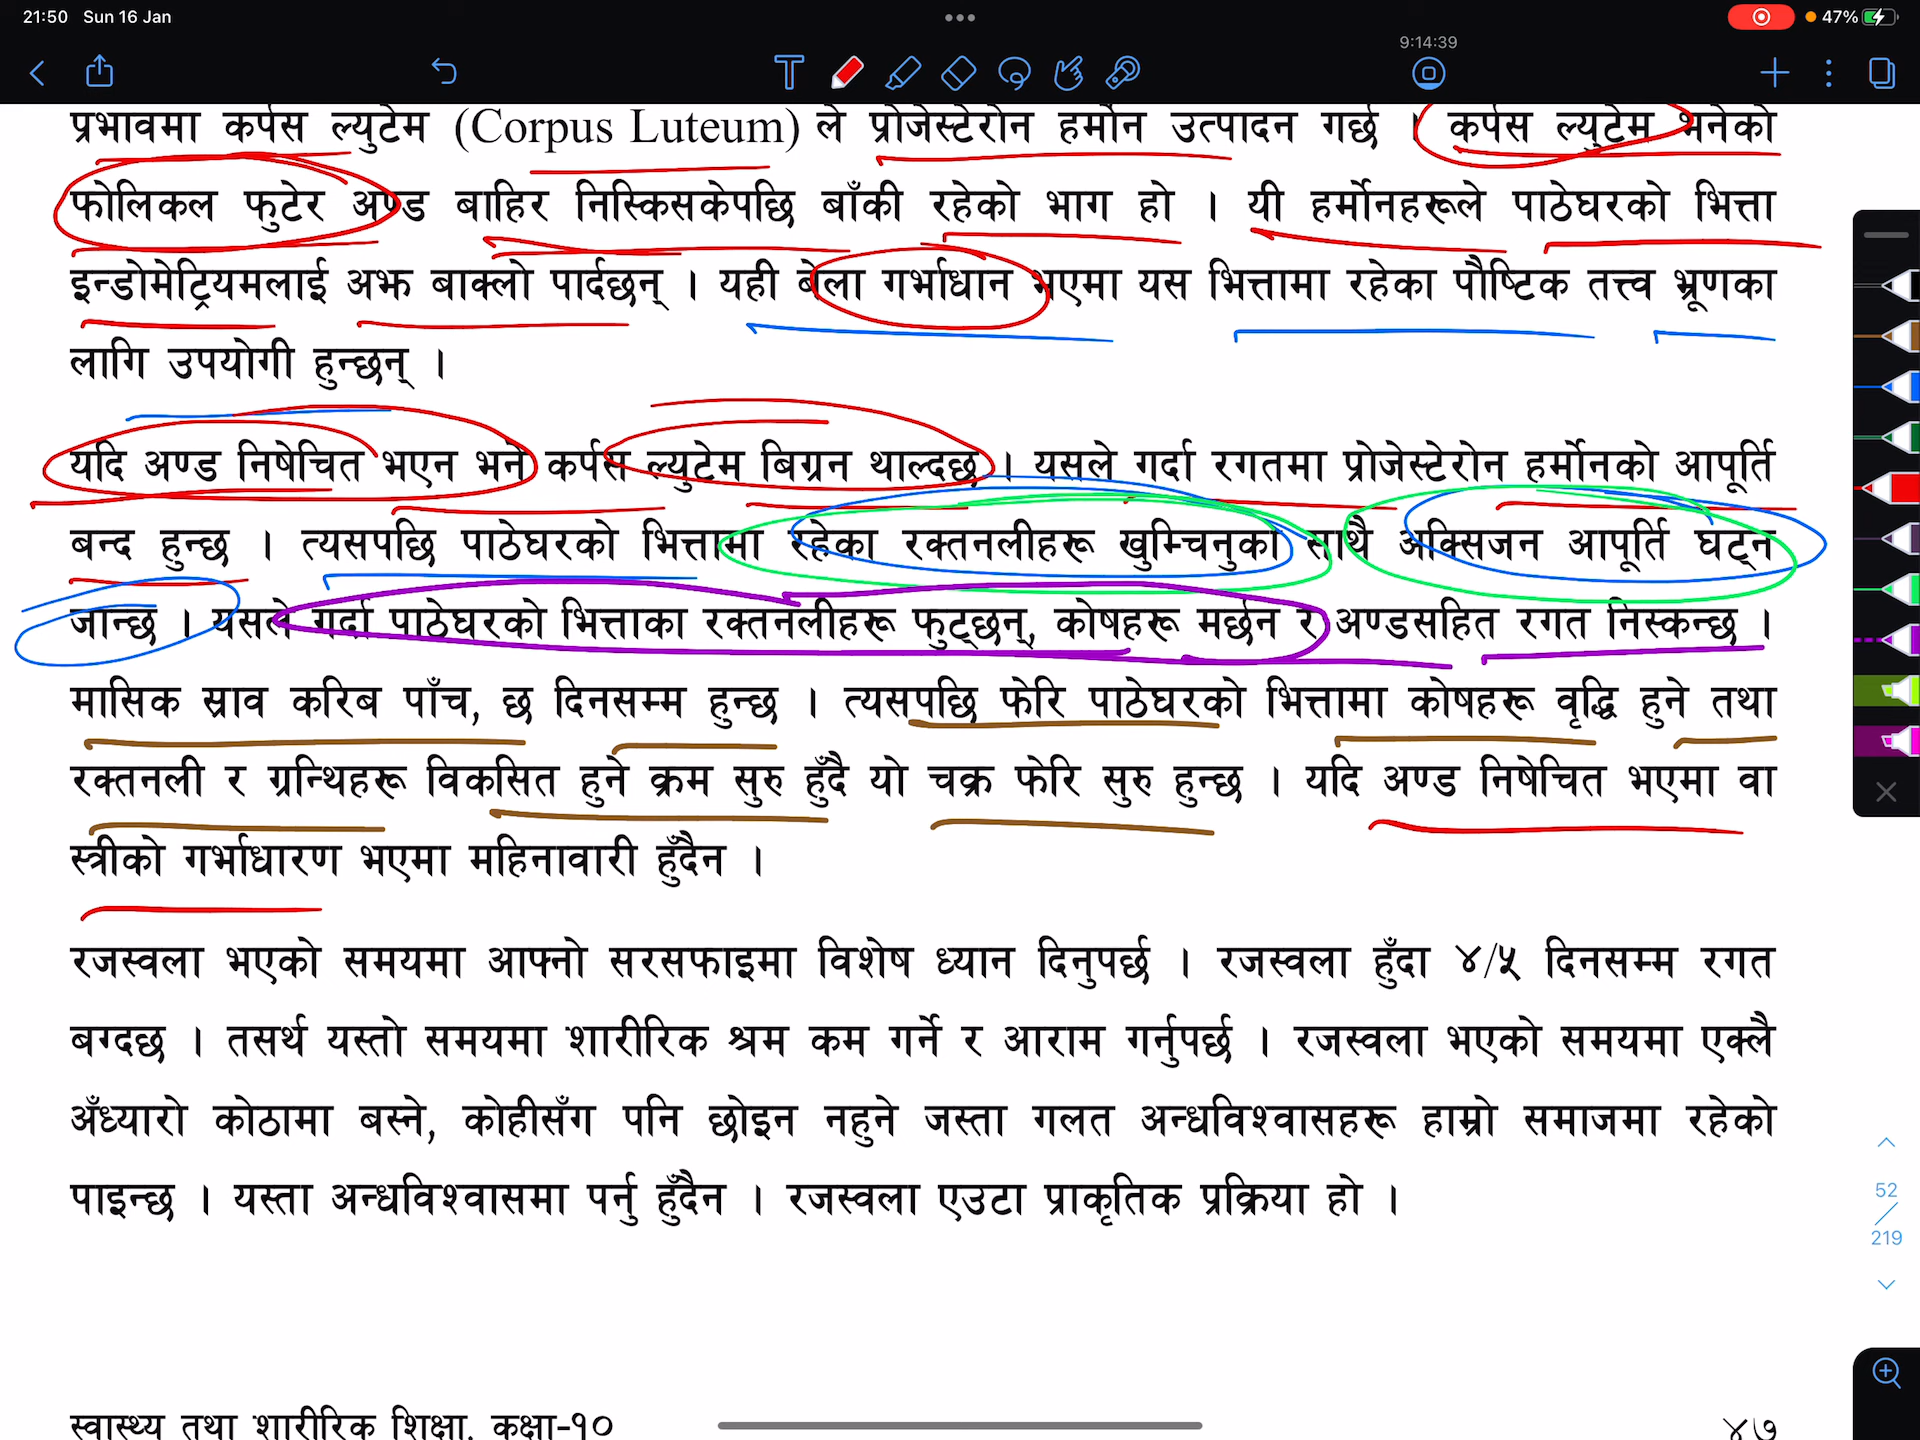 21:50 Sun 16 Jan
47%
9:14:39
प्रभावमा कर्पस ल्युटेम (Corpus Luteum) ले प्रोजेस्टेरोन हर्मोन उत्पादन गर्छ । कर्पस ल्युटेम भनेको
फोलिकल फुटेर अण्ड बाहिर निस्किसकेपछि बाँकी रहेको भाग हो । यी हर्मोनहरूले पाठेघरको भित्ता
इन्डोमेट्रियमलाई अझ बाक्लो पार्दछन् । यही बेला गर्भाधान भएमा यस भित्तामा रहेका पौष्टिक तत्त्व भ्रूणका
लागि उपयोगी हुन्छन् ।
यदि अण्ड निषेचित भएन भने कर्पस ल्युटेम बिग्रन थाल्दछ । यसले गर्दा रगतमा प्रोजेस्टेरोन हर्मोनको आपूर्ति
बन्द हुन्छ । त्यसपछि पाठेघरको भित्तामा रहेका रक्तनलीहरू खुम्चिनुका साथै अक्सिजन आपूर्ति घट्न
जान्छ । यसले गर्दा पाठेघरको भित्ताका रक्तनलीहरू फुट्छन्, कोषहरू मर्छन र अण्डसहित रगत निस्कन्छ ।
मासिक स्राव करिब पाँच, छ दिनसम्म हुन्छ । त्यसपछि फेरि पाठेघरको भित्तामा कोषहरू वृद्धि हुने तथा
रक्तनली र ग्रन्थिहरू विकसित हुने क्रम सुरु हुँदै यो चक्र फेरि सुरु हुन्छ । यदि अण्ड निषेचित भएमा वा
स्त्रीको गर्भाधारण भएमा महिनावारी हुँदैन ।
रजस्वला भएको समयमा आफ्नो सरसफाइमा विशेष ध्यान दिनुपर्छ । रजस्वला हुँदा ४/५ दिनसम्म रगत
बग्दछ । तसर्थ यस्तो समयमा शारीरिक श्रम कम गर्ने र आराम गर्नुपर्छ । रजस्वला भएको समयमा एक्लै
अँध्यारो कोठामा बस्ने, कोहीसँग पनि छोइन नहुने जस्ता गलत अन्धविश्वासहरू हाम्रो समाजमा रहेको
पाइन्छ । यस्ता अन्धविश्वासमा पर्नु हुँदैन । रजस्वला एउटा प्राकृतिक प्रक्रिया हो ।
52
/
219
स्वास्थ्य तथा शारीरिक शिक्षा, कक्षा-१० ४७